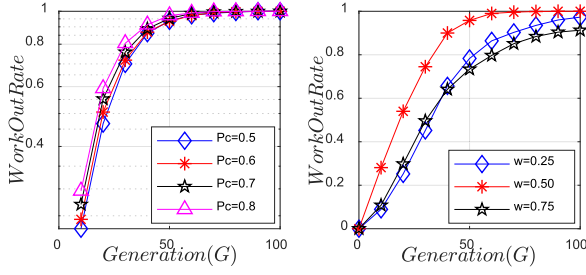 1
0.8
0.6
0.4
WorkOutRate
Pc=0.5
Pc=0.6
Pc=0.7
Pc=0.8
0
50
100
Generation(G)
1
0.8
0.6
0.4
0.2
0
WorkOutRate
w=0.25
w=0.50
w=0.75
0
50
100
Generation(G)